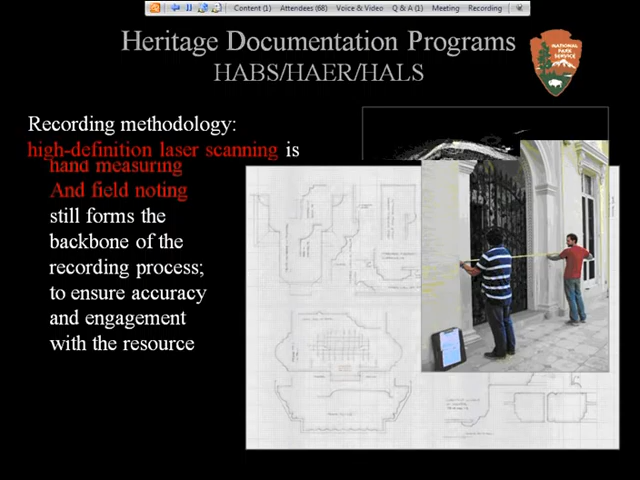 Content (1) Attendees (68) Voice & Video Q & A (1) Meeting Recording
Heritage Documentation Programs
HABS/HAER/HALS
NATIONAL
PARK
SERVICE
Recording methodology:
high-definition laser scanning is
hand measuring
And field noting
still forms the
backbone of the
recording process;
to ensure accuracy
and engagement
with the resource